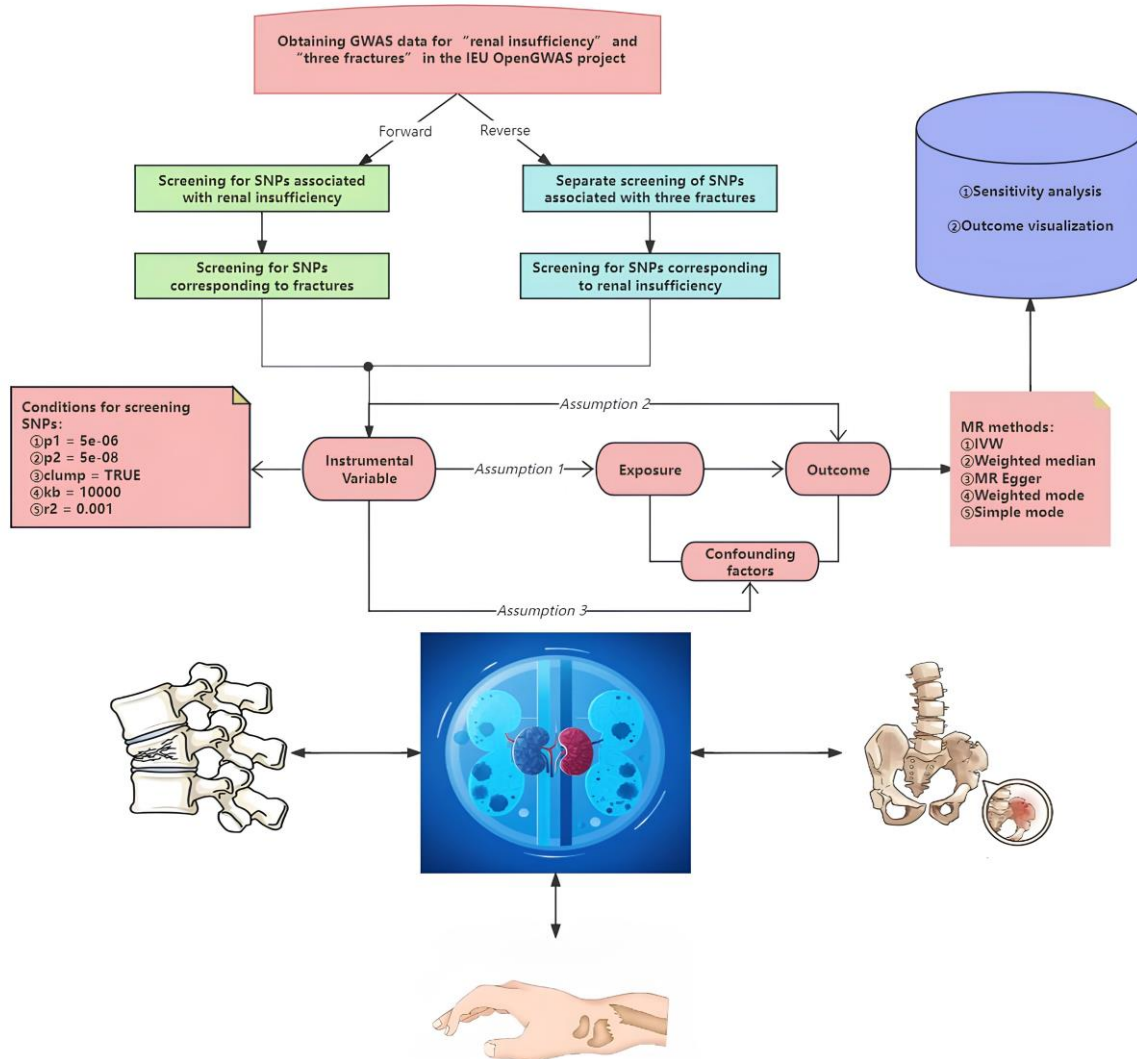 Obtaining GWAS data for “renal insufficiency” and
“three fractures” in the IEU OpenGWAS project
Forward
Reverse
Screening for SNPs associated
with renal insufficiency
Separate screening of SNPs
associated with three fractures
Screening for SNPs
corresponding to fractures
Screening for SNPs corresponding
to renal insufficiency
①Sensitivity analysis
②Outcome visualization
Conditions for screening
SNPs:
①p1 = 5e-06
②p2 = 5e-08
③clump = TRUE
④kb = 10000
⑤r2 = 0.001
Assumption 2
Instrumental
Variable
Assumption 1
Exposure
Outcome
MR methods:
①IVW
②Weighted median
③MR Egger
④Weighted mode
⑤Simple mode
Confounding
factors
Assumption 3